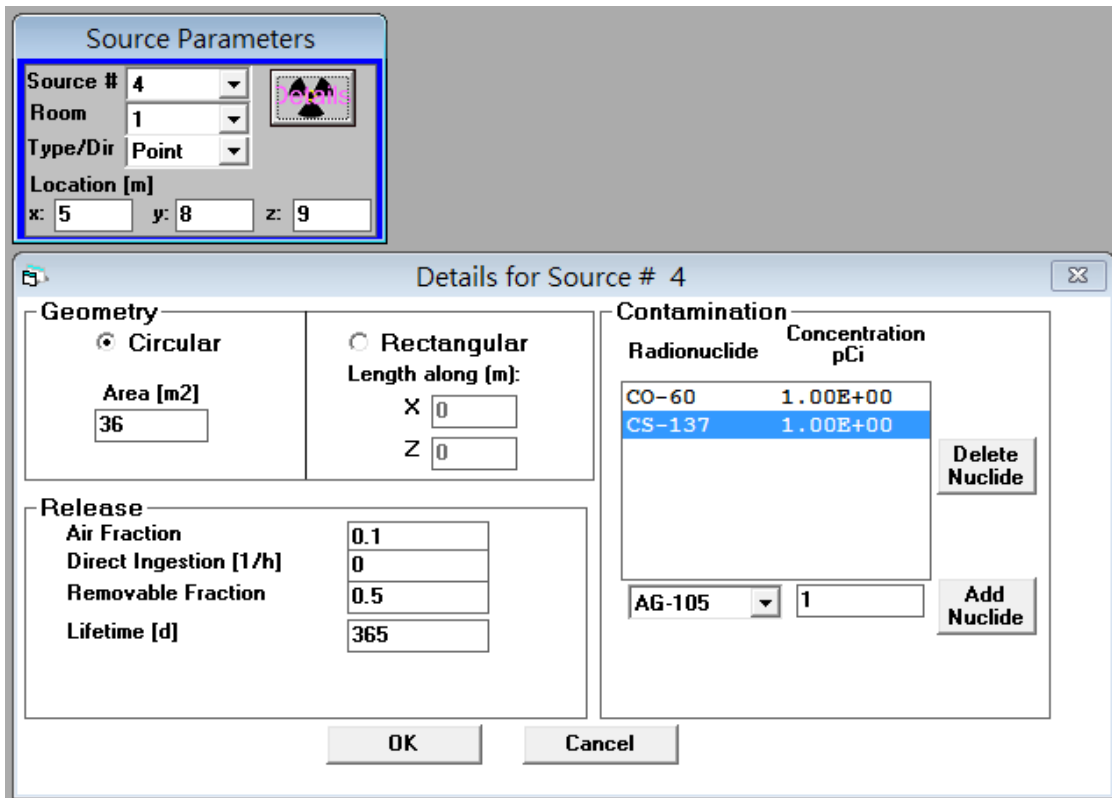 Source Parameters
Source # 4
Details
Room 1
Type/Dir Point
Location [m]
x: 5 y: 8 z: 9
Details for Source # 4
Geometry
Circular
Area [m2]
36
Rectangular
Length along (m):
X 0
Z 0
Release
Air Fraction 0.1
Direct Ingestion [1/h] 0
Removable Fraction 0.5
Lifetime [d] 365
Contamination
Radionuclide Concentration pCi
CO-60 1.00E+00
CS-137 1.00E+00
Delete Nuclide
AG-105 1
Add Nuclide
OK Cancel